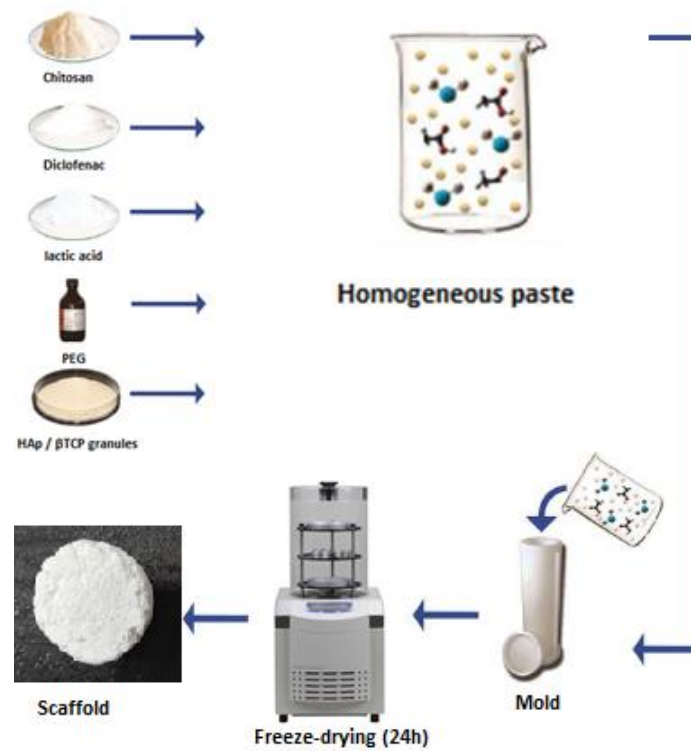 Chitosan
Diclofenac
lactic acid
PEG
HAp / βTCP granules
Homogeneous paste
Mold
Freeze-drying (24h)
Scaffold